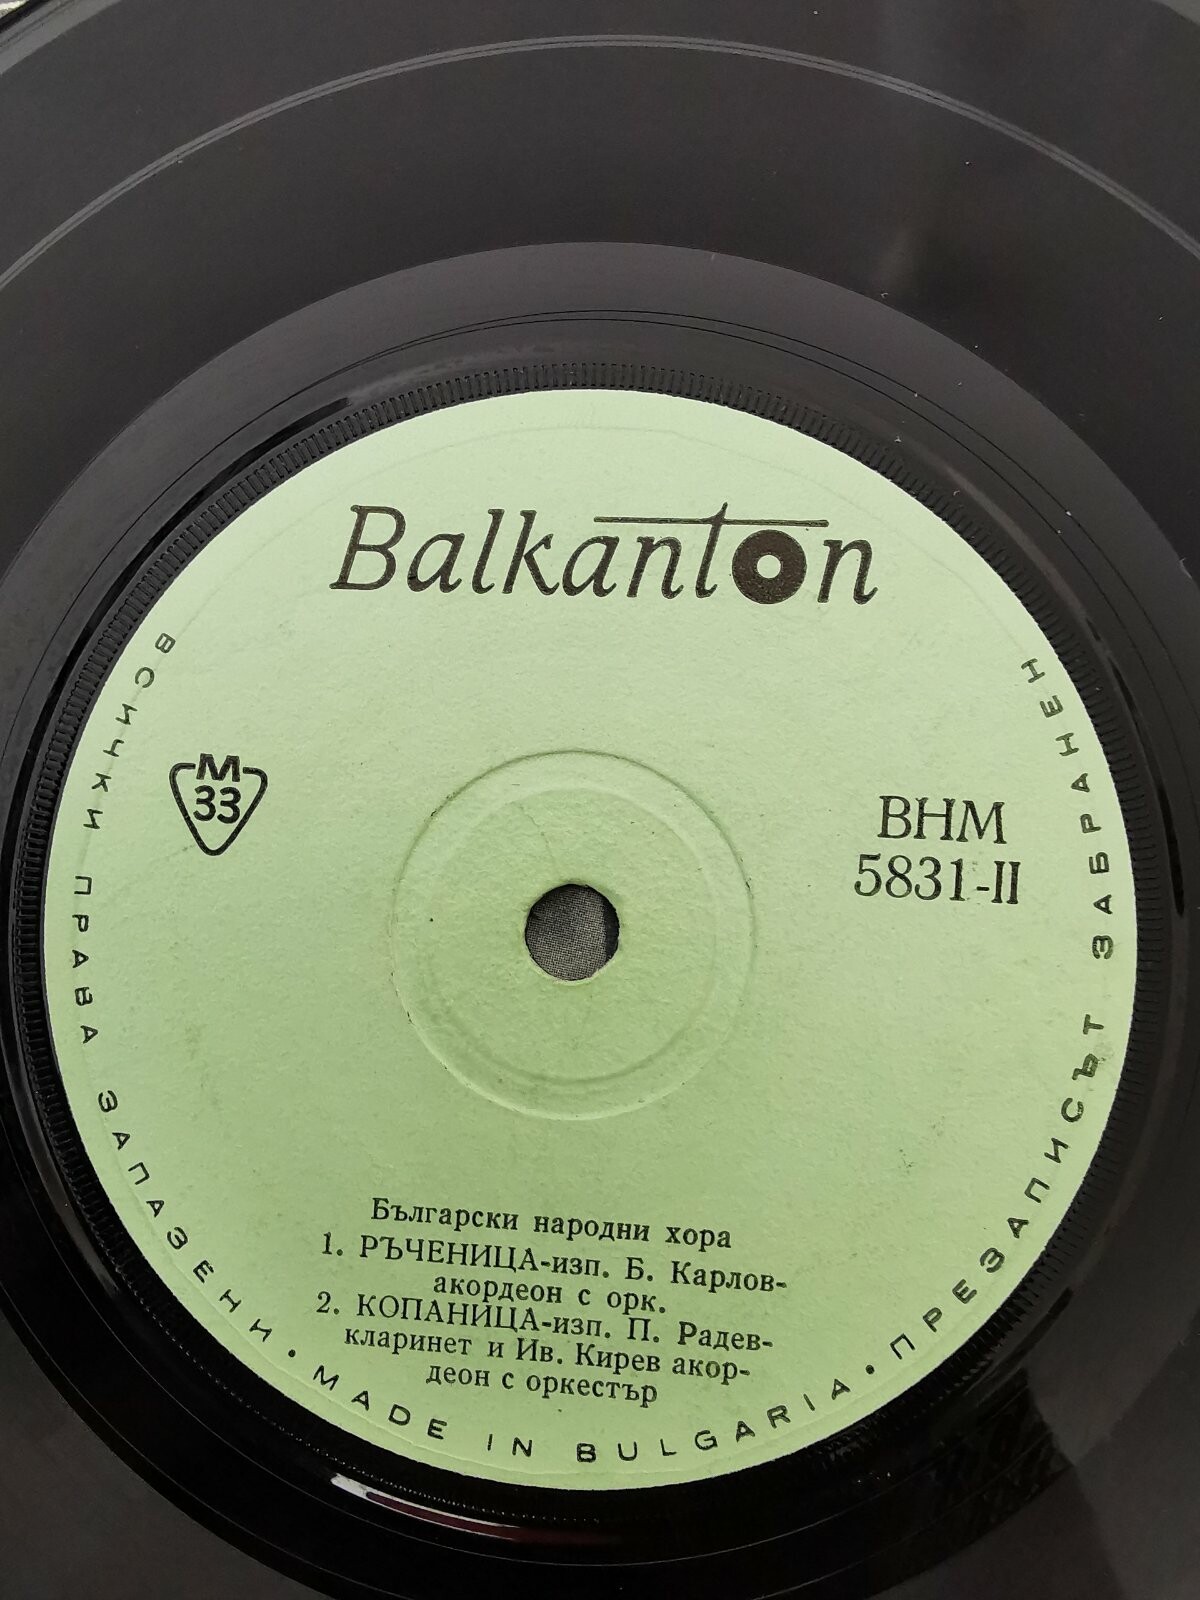 Balkanton
M
33
ВНМ
5831-II
Български народни хора
1. РЪЧЕНИЦА-изп. Б. Карлов-
акордеон с орк.
2. КОПАНИЦА-изп. П. Радев-
кларинет и Ив. Кирев акор-
деон с оркестър
ВСИЧКИ ПРАВА ЗАПАЗЕНИ • MADE IN BULGARIA • ПРЕЗАПИСЪТ ЗАБРАНЕН